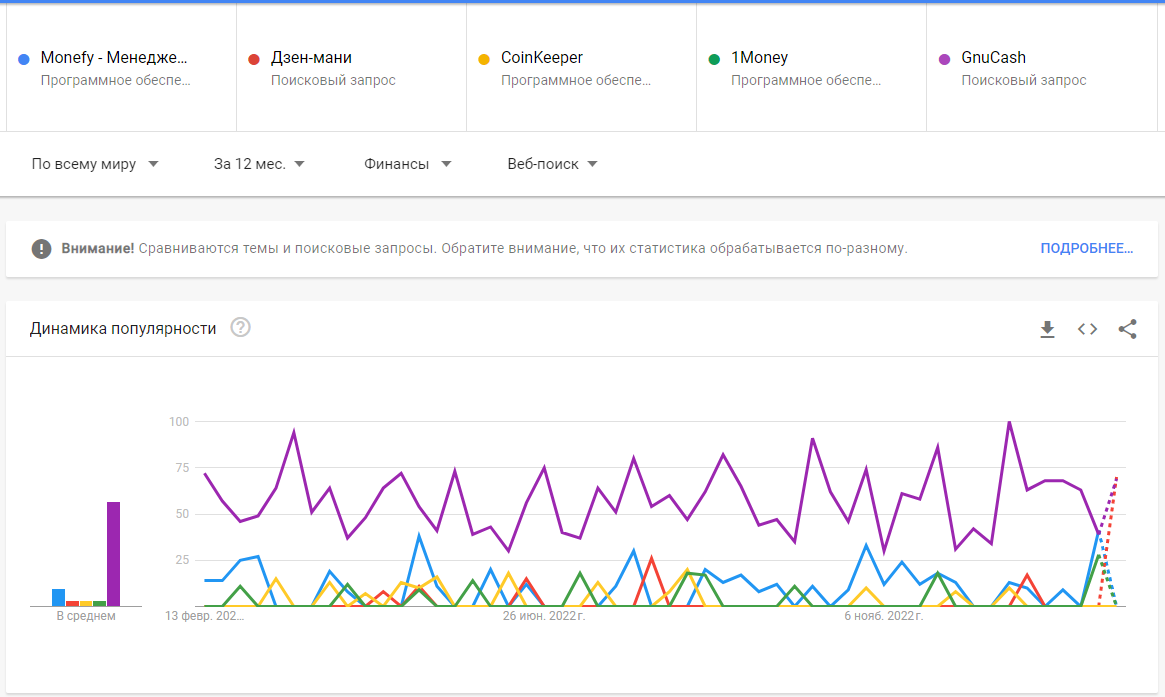 Monefy - Менедже...
Программное обеспе...
Дзен-мани
Поисковый запрос
CoinKeeper
Программное обеспе...
1Money
Программное обеспе...
GnuCash
Поисковый запрос
По всему миру
За 12 мес.
Финансы
Веб-поиск
Внимание! Сравниваются темы и поисковые запросы. Обратите внимание, что их статистика обрабатывается по-разному.
ПОДРОБНЕЕ...
Динамика популярности
?
100
75
50
25
В среднем
13 февр. 202...
26 июн. 2022 г.
6 нояб. 2022 г.